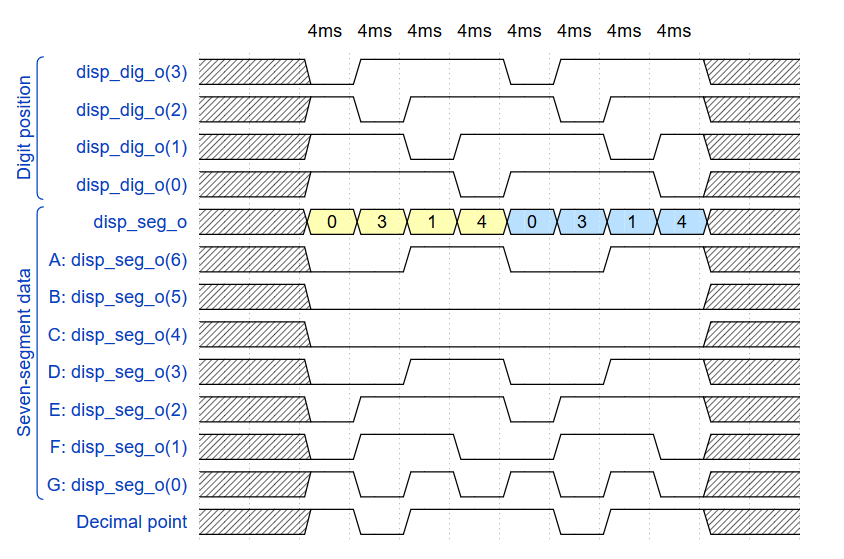 4ms 4ms 4ms 4ms 4ms 4ms 4ms 4ms
Digit position
disp_dig_o(3)
disp_dig_o(2)
disp_dig_o(1)
disp_dig_o(0)
Seven-segment data
disp_seg_o 0 3 1 4 0 3 1 4
A: disp_seg_o(6)
B: disp_seg_o(5)
C: disp_seg_o(4)
D: disp_seg_o(3)
E: disp_seg_o(2)
F: disp_seg_o(1)
G: disp_seg_o(0)
Decimal point